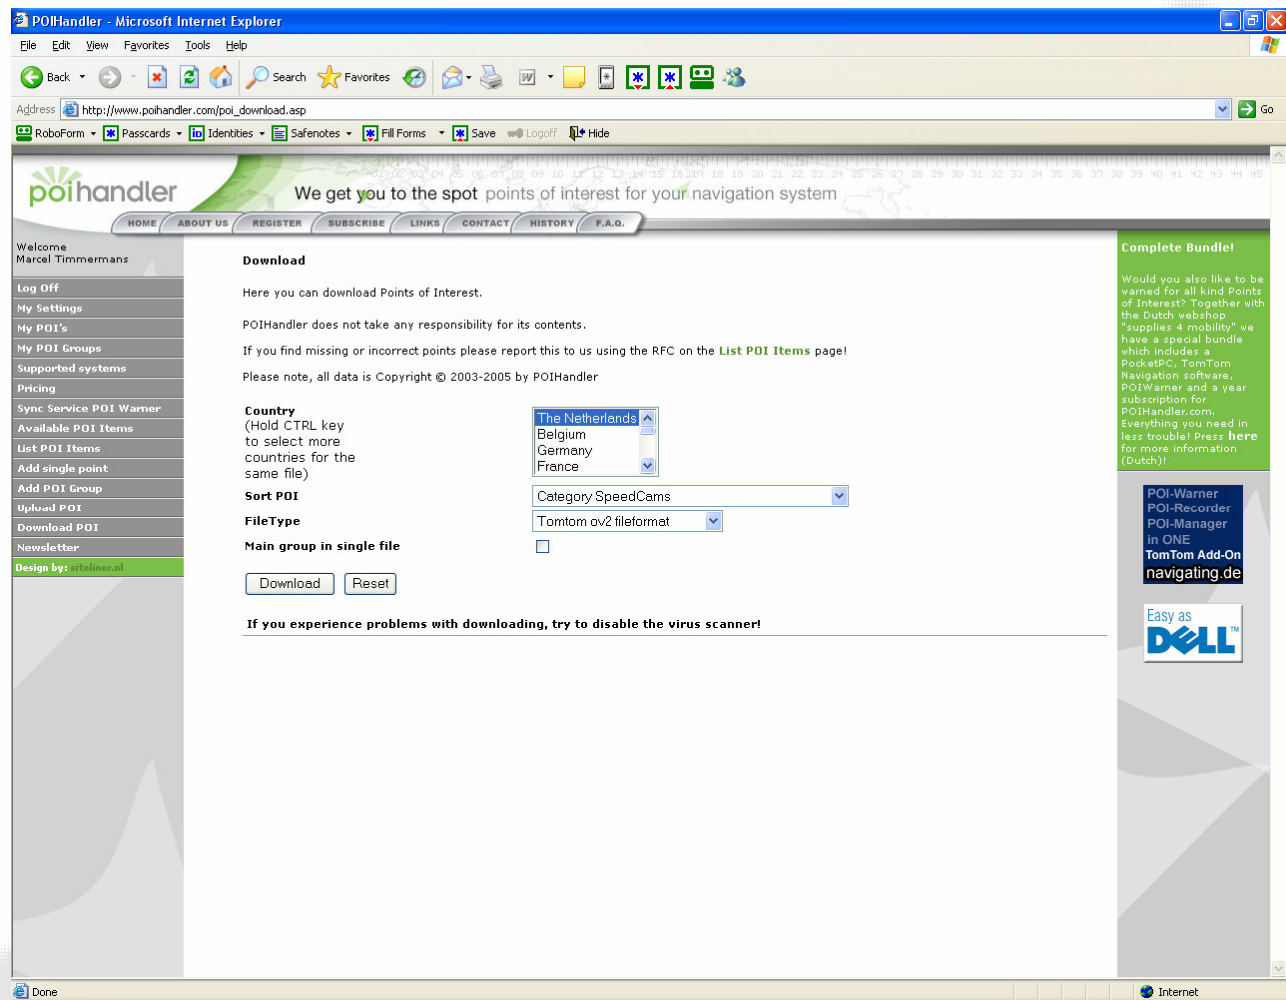 POIHandler - Microsoft Internet Explorer
File Edit View Favorites Tools Help
Back Search Favorites
Address http://www.poihandler.com/poi_download.asp Go
RoboForm Passcards Identities Safenotes Fill Forms Save Logoff Hide
poihandler
We get you to the spot points of interest for your navigation system
HOME ABOUT US REGISTER SUBSCRIBE LINKS CONTACT HISTORY F.A.Q.
Welcome
Marcel Timmermans
Log Off
My Settings
My POI's
My POI Groups
Supported systems
Pricing
Sync Service POI Warner
Available POI Items
List POI Items
Add single point
Add POI Group
Upload POI
Download POI
Newsletter
Design by: siteliner.nl
Download
Here you can download Points of Interest.
POIHandler does not take any responsibility for its contents.
If you find missing or incorrect points please report this to us using the RFC on the List POI Items page!
Please note, all data is Copyright © 2003-2005 by POIHandler
Country
(Hold CTRL key
to select more
countries for the
same file)
The Netherlands
Belgium
Germany
France
Sort POI Category SpeedCams
FileType Tomtom ov2 fileformat
Main group in single file
Download Reset
If you experience problems with downloading, try to disable the virus scanner!
Complete Bundle!
Would you also like to be
warned for all kind Points
of Interest? Together with
the Dutch webshop
"supplies 4 mobility" we
have a special bundle
which includes a
PocketPC, TomTom
Navigation software,
POIWarner and a year
subscription for
POIHandler.com.
Everything you need in
less trouble! Press here
for more information
(Dutch)!
POI-Warner
POI-Recorder
POI-Manager
in ONE
TomTom Add-On
navigating.de
Easy as
DELL™
Done Internet